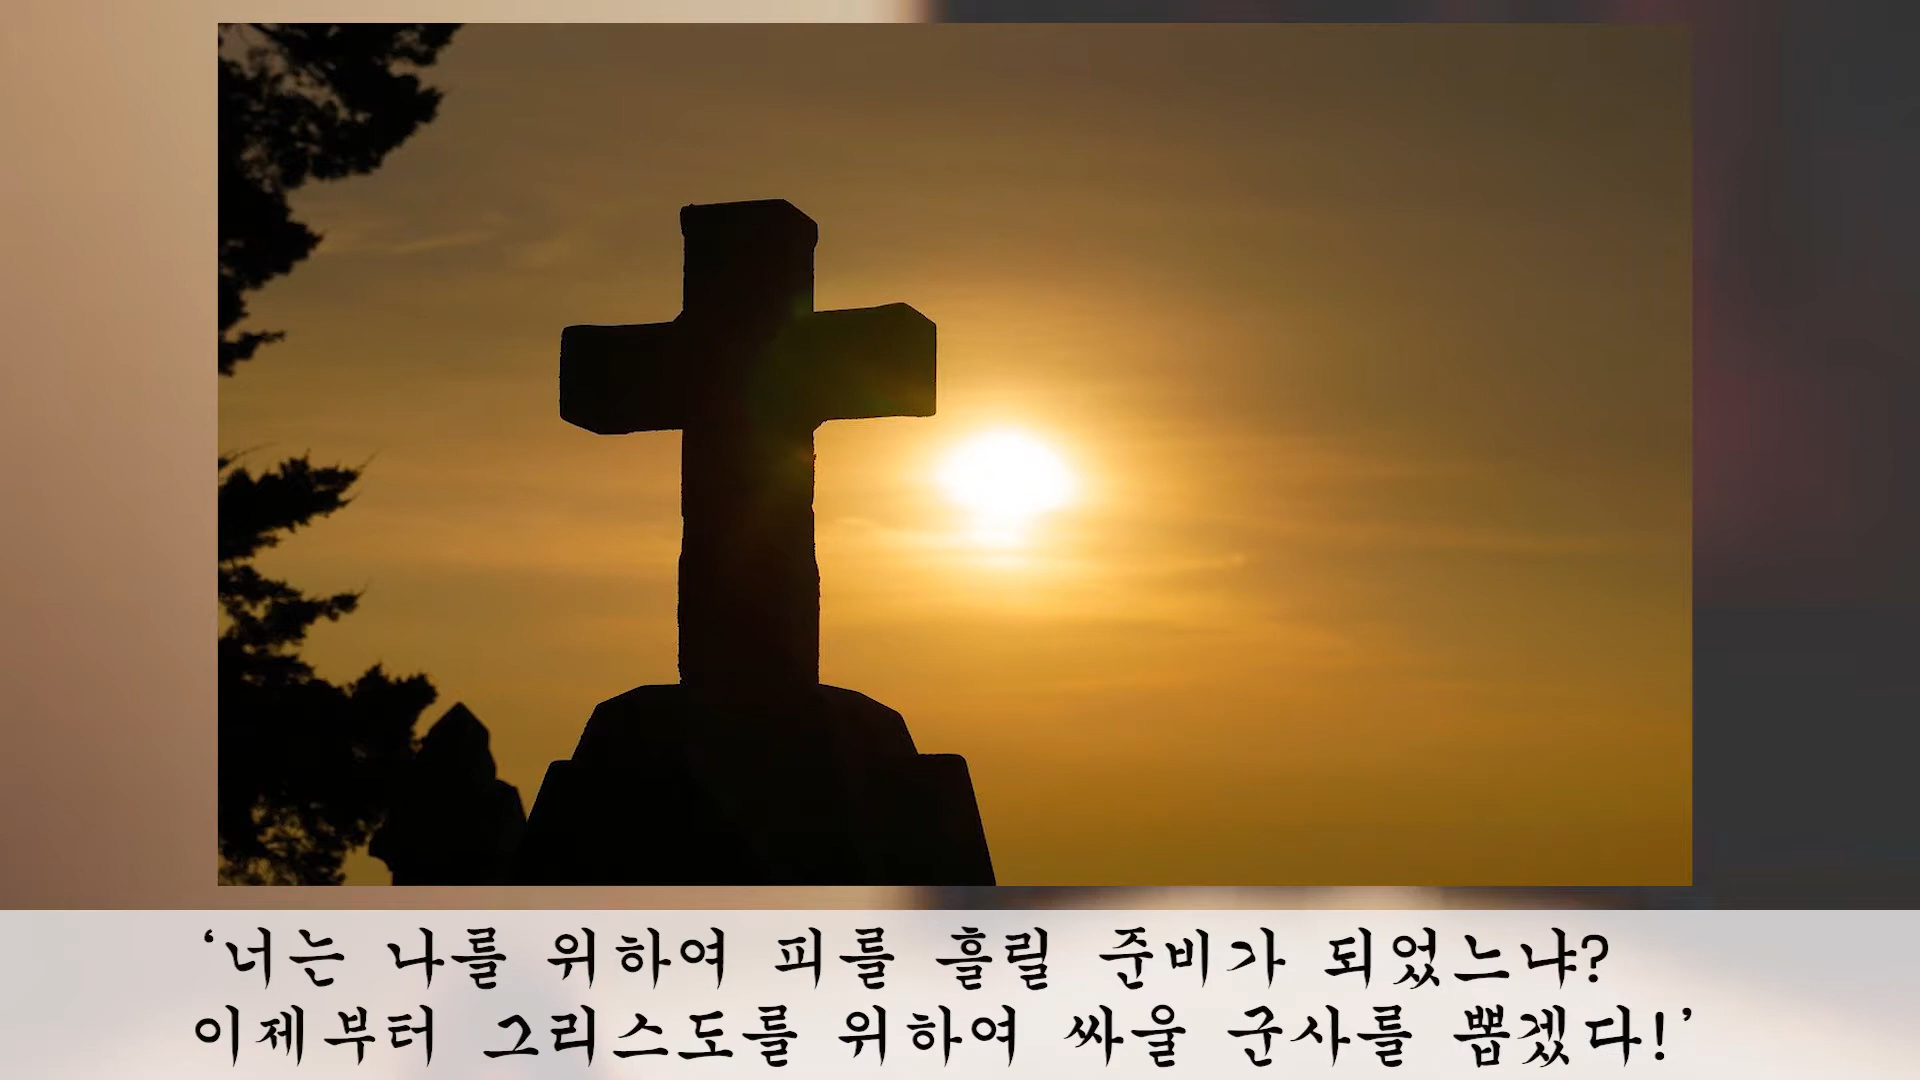 ‘너는 나를 위하여 피를 흘릴 준비가 되었느냐?
이제부터 그리스도를 위하여 싸울 군사를 뽑겠다!’